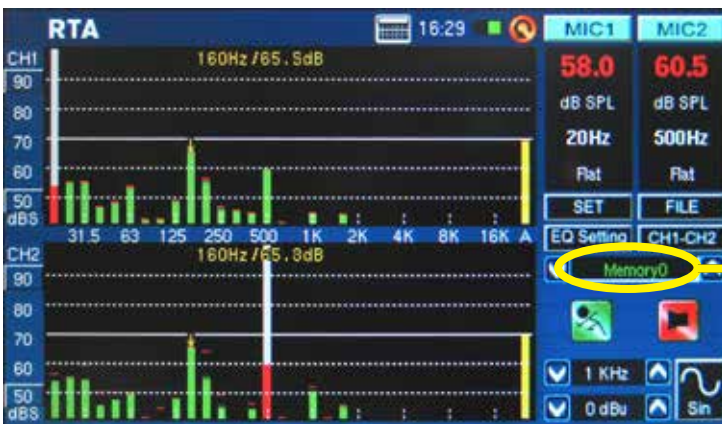 RTA 16:29 MIC1 MIC2
CH1 160Hz/65.5dB
90
80
70
60
50
dBS
58.0 60.5
dB SPL dB SPL
20Hz 500Hz
Flat Flat
SET FILE
EQ Setting CH1-CH2
31.5 63 125 250 500 1K 2K 4K 8K 16K A
CH2 160Hz/65.3dB
90
80
70
60
50
dBS
Memory0
1 KHz
0 dBu Sin